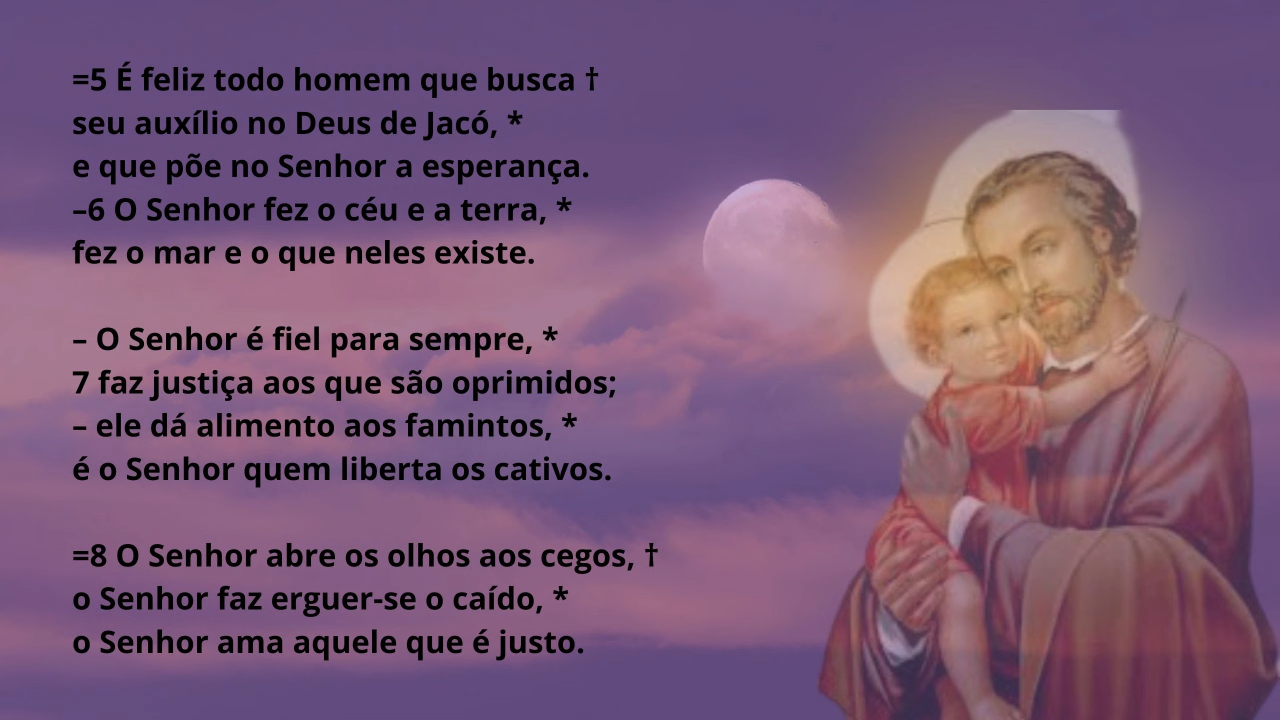 =5 É feliz todo homem que busca †
seu auxílio no Deus de Jacó, *
e que põe no Senhor a esperança.
–6 O Senhor fez o céu e a terra, *
fez o mar e o que neles existe.
– O Senhor é fiel para sempre, *
7 faz justiça aos que são oprimidos;
– ele dá alimento aos famintos, *
é o Senhor quem liberta os cativos.
=8 O Senhor abre os olhos aos cegos, †
o Senhor faz erguer-se o caído, *
o Senhor ama aquele que é justo.